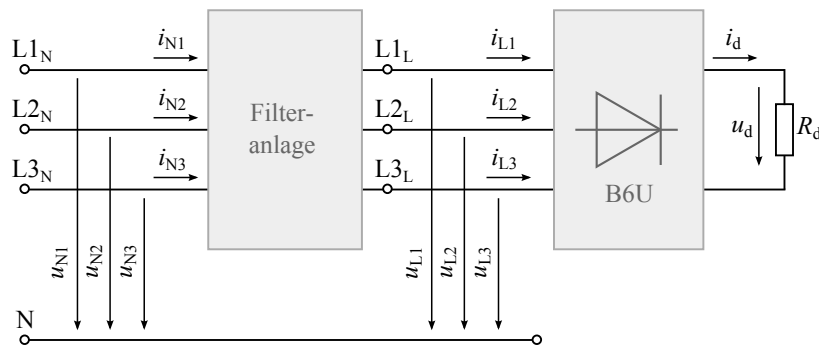 L1N iN1 L1L iL1 id
L2N iN2 Filter- L2L iL2 ud Rd
anlage
L3N iN3 L3L iL3 B6U
uN1 uN2 uN3 uL1 uL2 uL3
N